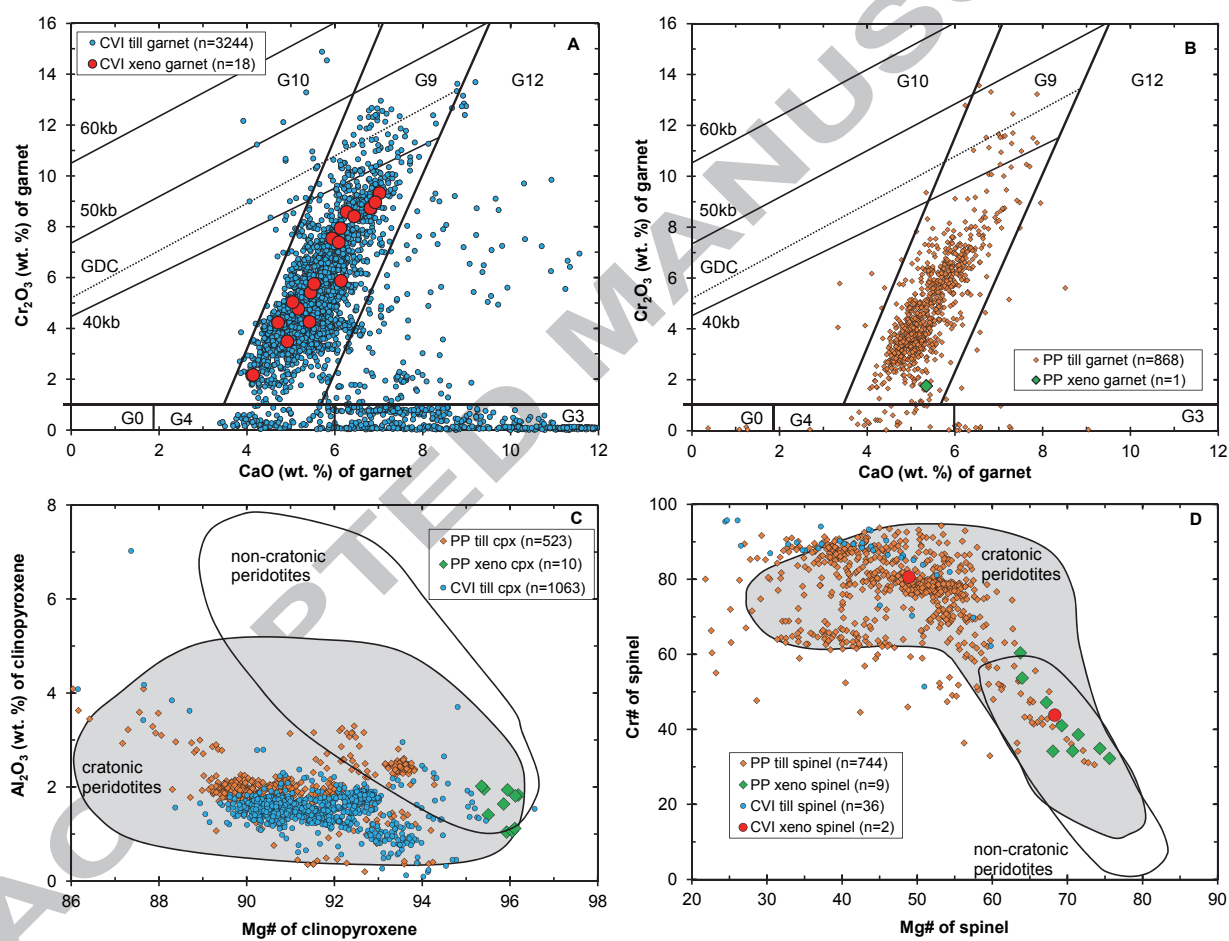 A
CVI till garnet (n=3244)
CVI xeno garnet (n=18)
G10
G9
G12
60kb
50kb
GDC
40kb
G0
G4
G3
16
14
12
10
8
6
4
2
0
Cr2O3 (wt. %) of garnet
0 2 4 6 8 10 12
CaO (wt. %) of garnet
B
G10
G9
G12
60kb
50kb
GDC
40kb
PP till garnet (n=868)
PP xeno garnet (n=1)
G0
G4
G3
16
14
12
10
8
6
4
2
0
Cr2O3 (wt. %) of garnet
0 2 4 6 8 10 12
CaO (wt. %) of garnet
C
non-cratonic
peridotites
PP till cpx (n=523)
PP xeno cpx (n=10)
CVI till cpx (n=1063)
cratonic
peridotites
8
6
4
2
0
Al2O3 (wt. %) of clinopyroxene
86 88 90 92 94 96 98
Mg# of clinopyroxene
D
cratonic
peridotites
PP till spinel (n=744)
PP xeno spinel (n=9)
CVI till spinel (n=36)
CVI xeno spinel (n=2)
non-cratonic
peridotites
100
80
60
40
20
0
Cr# of spinel
20 30 40 50 60 70 80 90
Mg# of spinel
ACCEPTED MANUS